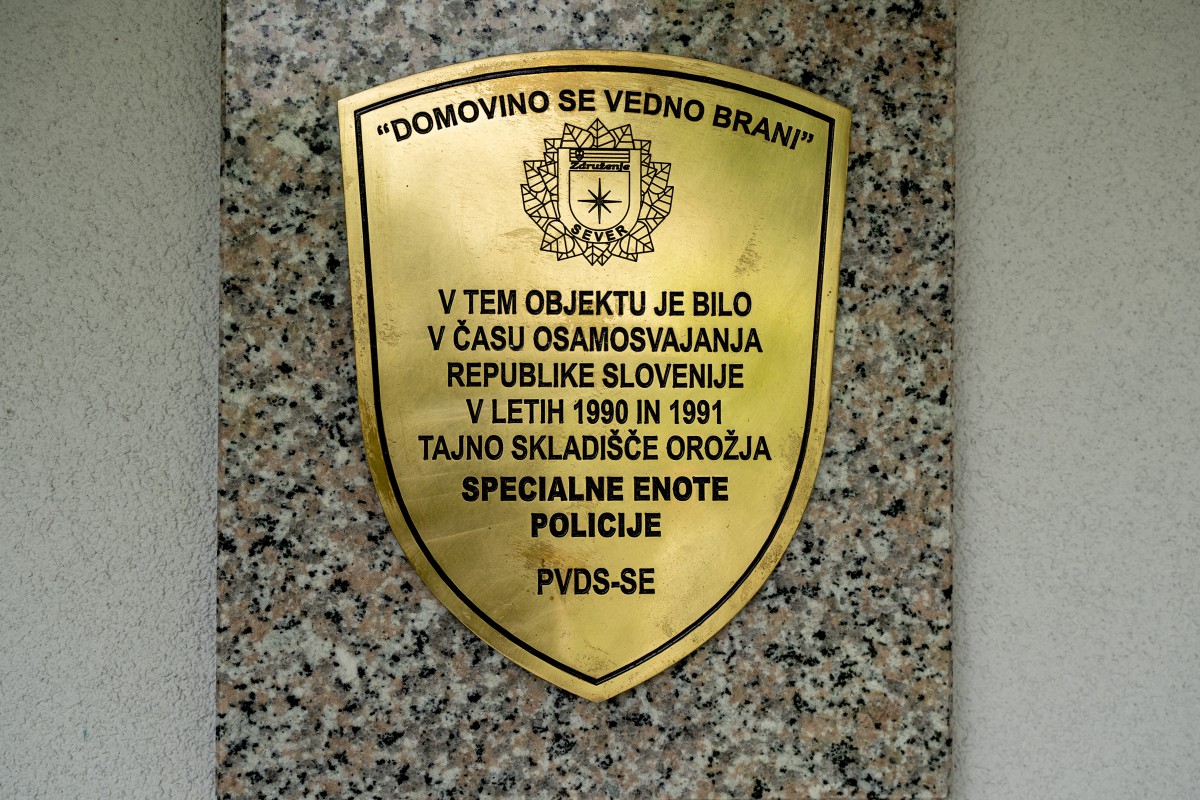 “DOMOVINO SE VEDNO BRANI”
Združenje
SEVER
V TEM OBJEKTU JE BILO
V ČASU OSAMOSVAJANJA
REPUBLIKE SLOVENIJE
V LETIH 1990 IN 1991
TAJNO SKLADIŠČE OROŽJA
SPECIALNE ENOTE
POLICIJE
PVDS-SE